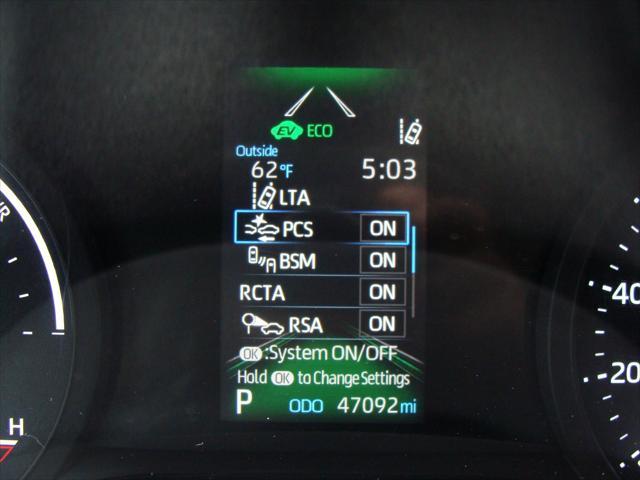 EV ECO
Outside
62°F 5:03
LTA
PCS ON
BSM ON
RCTA ON
RSA ON
OK :System ON/OFF
Hold OK to Change Settings
P ODO 47092 mi
H
40
20